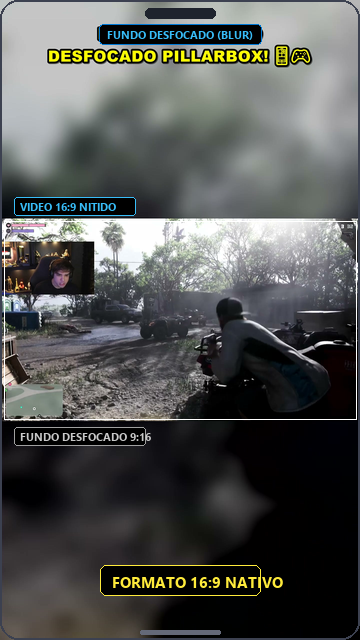 FUNDO DESFOCADO (BLUR)
DESFOCADO PILLARBOX!
VIDEO 16:9 NITIDO
FUNDO DESFOCADO 9:16
FORMATO 16:9 NATIVO